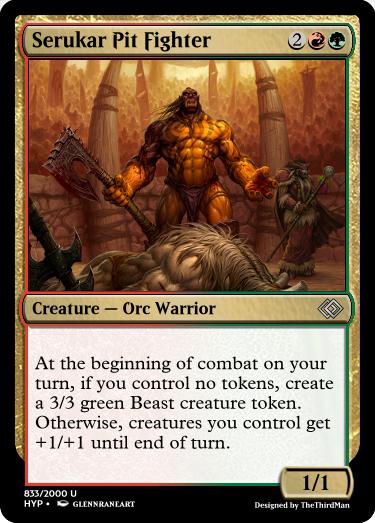 Serukar Pit Fighter 2
Creature — Orc Warrior
At the beginning of combat on your
turn, if you control no tokens, create
a 3/3 green Beast creature token.
Otherwise, creatures you control get
+1/+1 until end of turn.
1/1
833/2000 U
HYP • GLENNRANEART
Designed by TheThirdMan